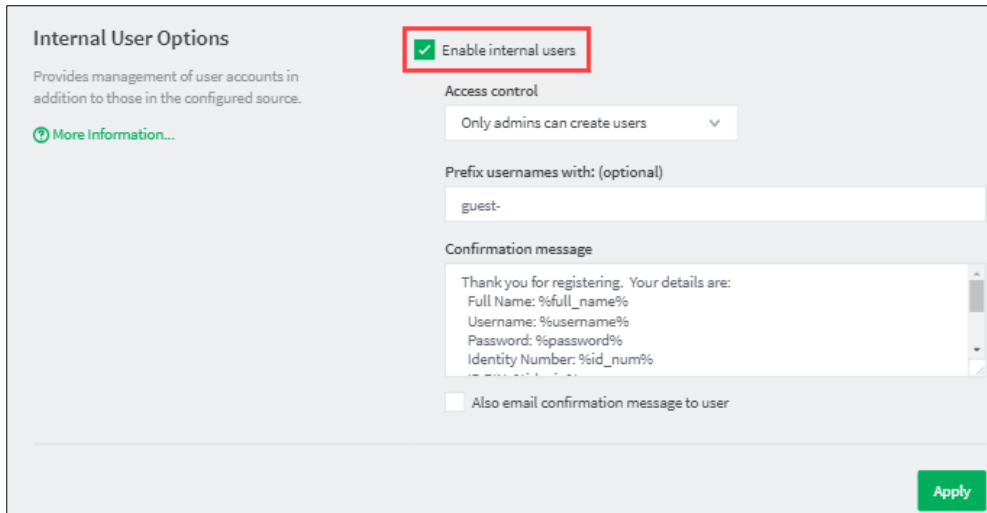 Internal User Options
Provides management of user accounts in
addition to those in the configured source.
More Information...
Enable internal users
Access control
Only admins can create users
Prefix usernames with: (optional)
guest-
Confirmation message
Thank you for registering.  Your details are:
Full Name: %full_name%
Username: %username%
Password: %password%
Identity Number: %id_num%
Also email confirmation message to user
Apply